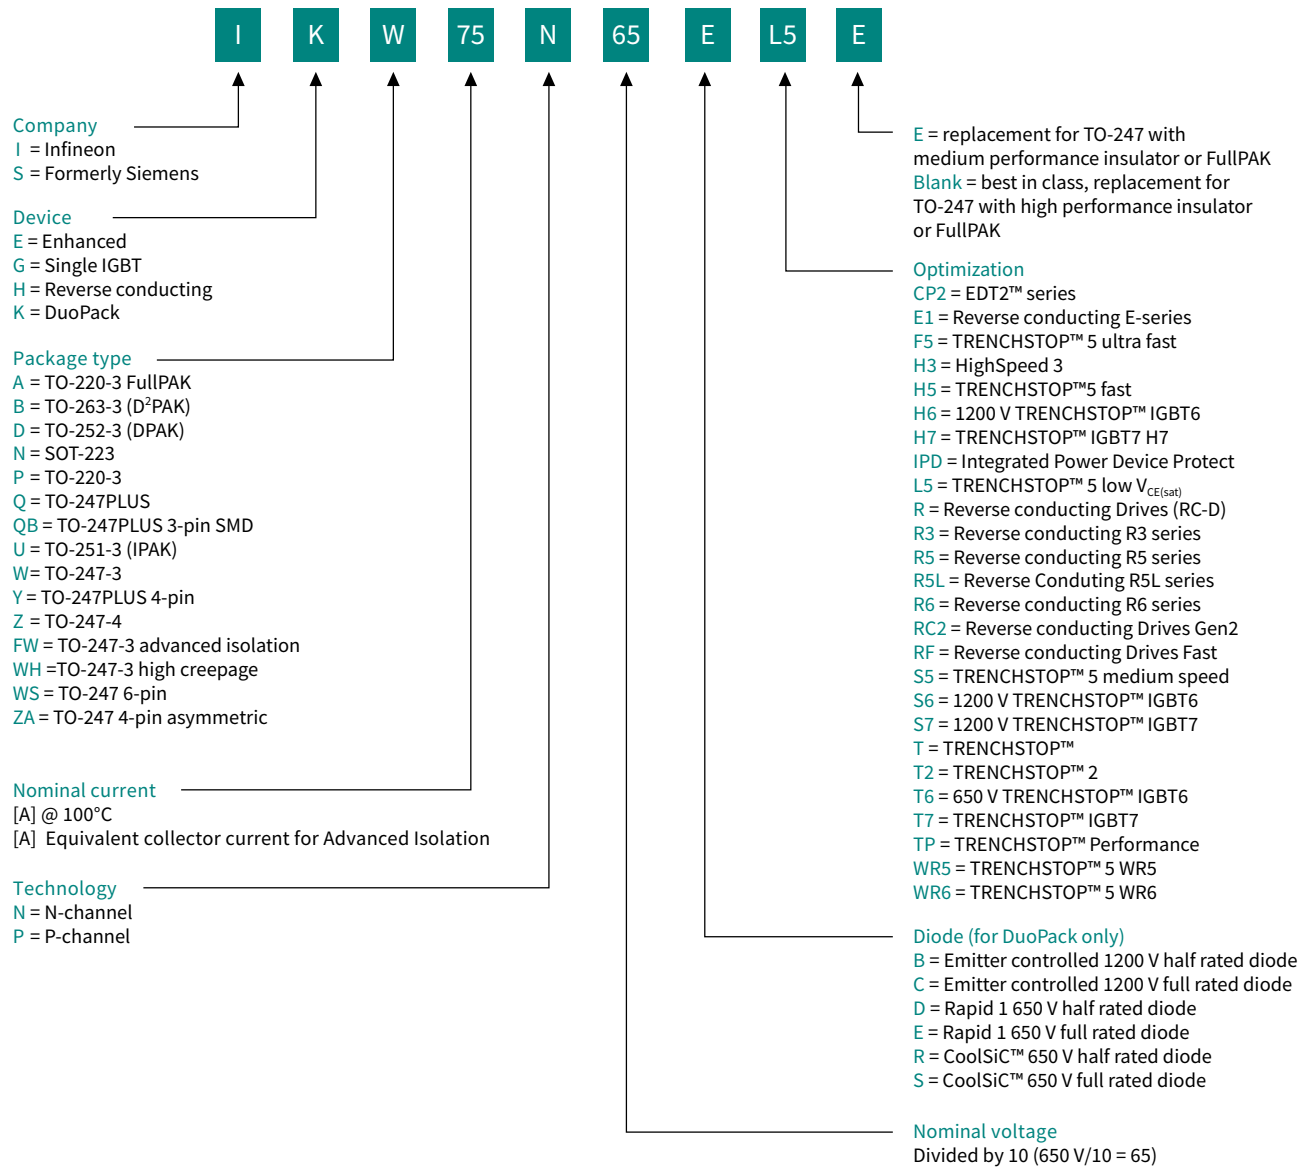 I K W 75 N 65 E L5 E
Company
I = Infineon
S = Formerly Siemens
Device
E = Enhanced
G = Single IGBT
H = Reverse conducting
K = DuoPack
Package type
A = TO-220-3 FullPAK
B = TO-263-3 (D²PAK)
D = TO-252-3 (DPAK)
N = SOT-223
P = TO-220-3
Q = TO-247PLUS
QB = TO-247PLUS 3-pin SMD
U = TO-251-3 (IPAK)
W= TO-247-3
Y = TO-247PLUS 4-pin
Z = TO-247-4
FW = TO-247-3 advanced isolation
WH =TO-247-3 high creepage
WS = TO-247 6-pin
ZA = TO-247 4-pin asymmetric
Nominal current
[A] @ 100°C
[A] Equivalent collector current for Advanced Isolation
Technology
N = N-channel
P = P-channel
E = replacement for TO-247 with
medium performance insulator or FullPAK
Blank = best in class, replacement for
TO-247 with high performance insulator
or FullPAK
Optimization
CP2 = EDT2™ series
E1 = Reverse conducting E-series
F5 = TRENCHSTOP™ 5 ultra fast
H3 = HighSpeed 3
H5 = TRENCHSTOP™5 fast
H6 = 1200 V TRENCHSTOP™ IGBT6
H7 = TRENCHSTOP™ IGBT7 H7
IPD = Integrated Power Device Protect
L5 = TRENCHSTOP™ 5 low VCE(sat)
R = Reverse conducting Drives (RC-D)
R3 = Reverse conducting R3 series
R5 = Reverse conducting R5 series
R5L = Reverse Conduting R5L series
R6 = Reverse conducting R6 series
RC2 = Reverse conducting Drives Gen2
RF = Reverse conducting Drives Fast
S5 = TRENCHSTOP™ 5 medium speed
S6 = 1200 V TRENCHSTOP™ IGBT6
S7 = 1200 V TRENCHSTOP™ IGBT7
T = TRENCHSTOP™
T2 = TRENCHSTOP™ 2
T6 = 650 V TRENCHSTOP™ IGBT6
T7 = TRENCHSTOP™ IGBT7
TP = TRENCHSTOP™ Performance
WR5 = TRENCHSTOP™ 5 WR5
WR6 = TRENCHSTOP™ 5 WR6
Diode (for DuoPack only)
B = Emitter controlled 1200 V half rated diode
C = Emitter controlled 1200 V full rated diode
D = Rapid 1 650 V half rated diode
E = Rapid 1 650 V full rated diode
R = CoolSiC™ 650 V half rated diode
S = CoolSiC™ 650 V full rated diode
Nominal voltage
Divided by 10 (650 V/10 = 65)